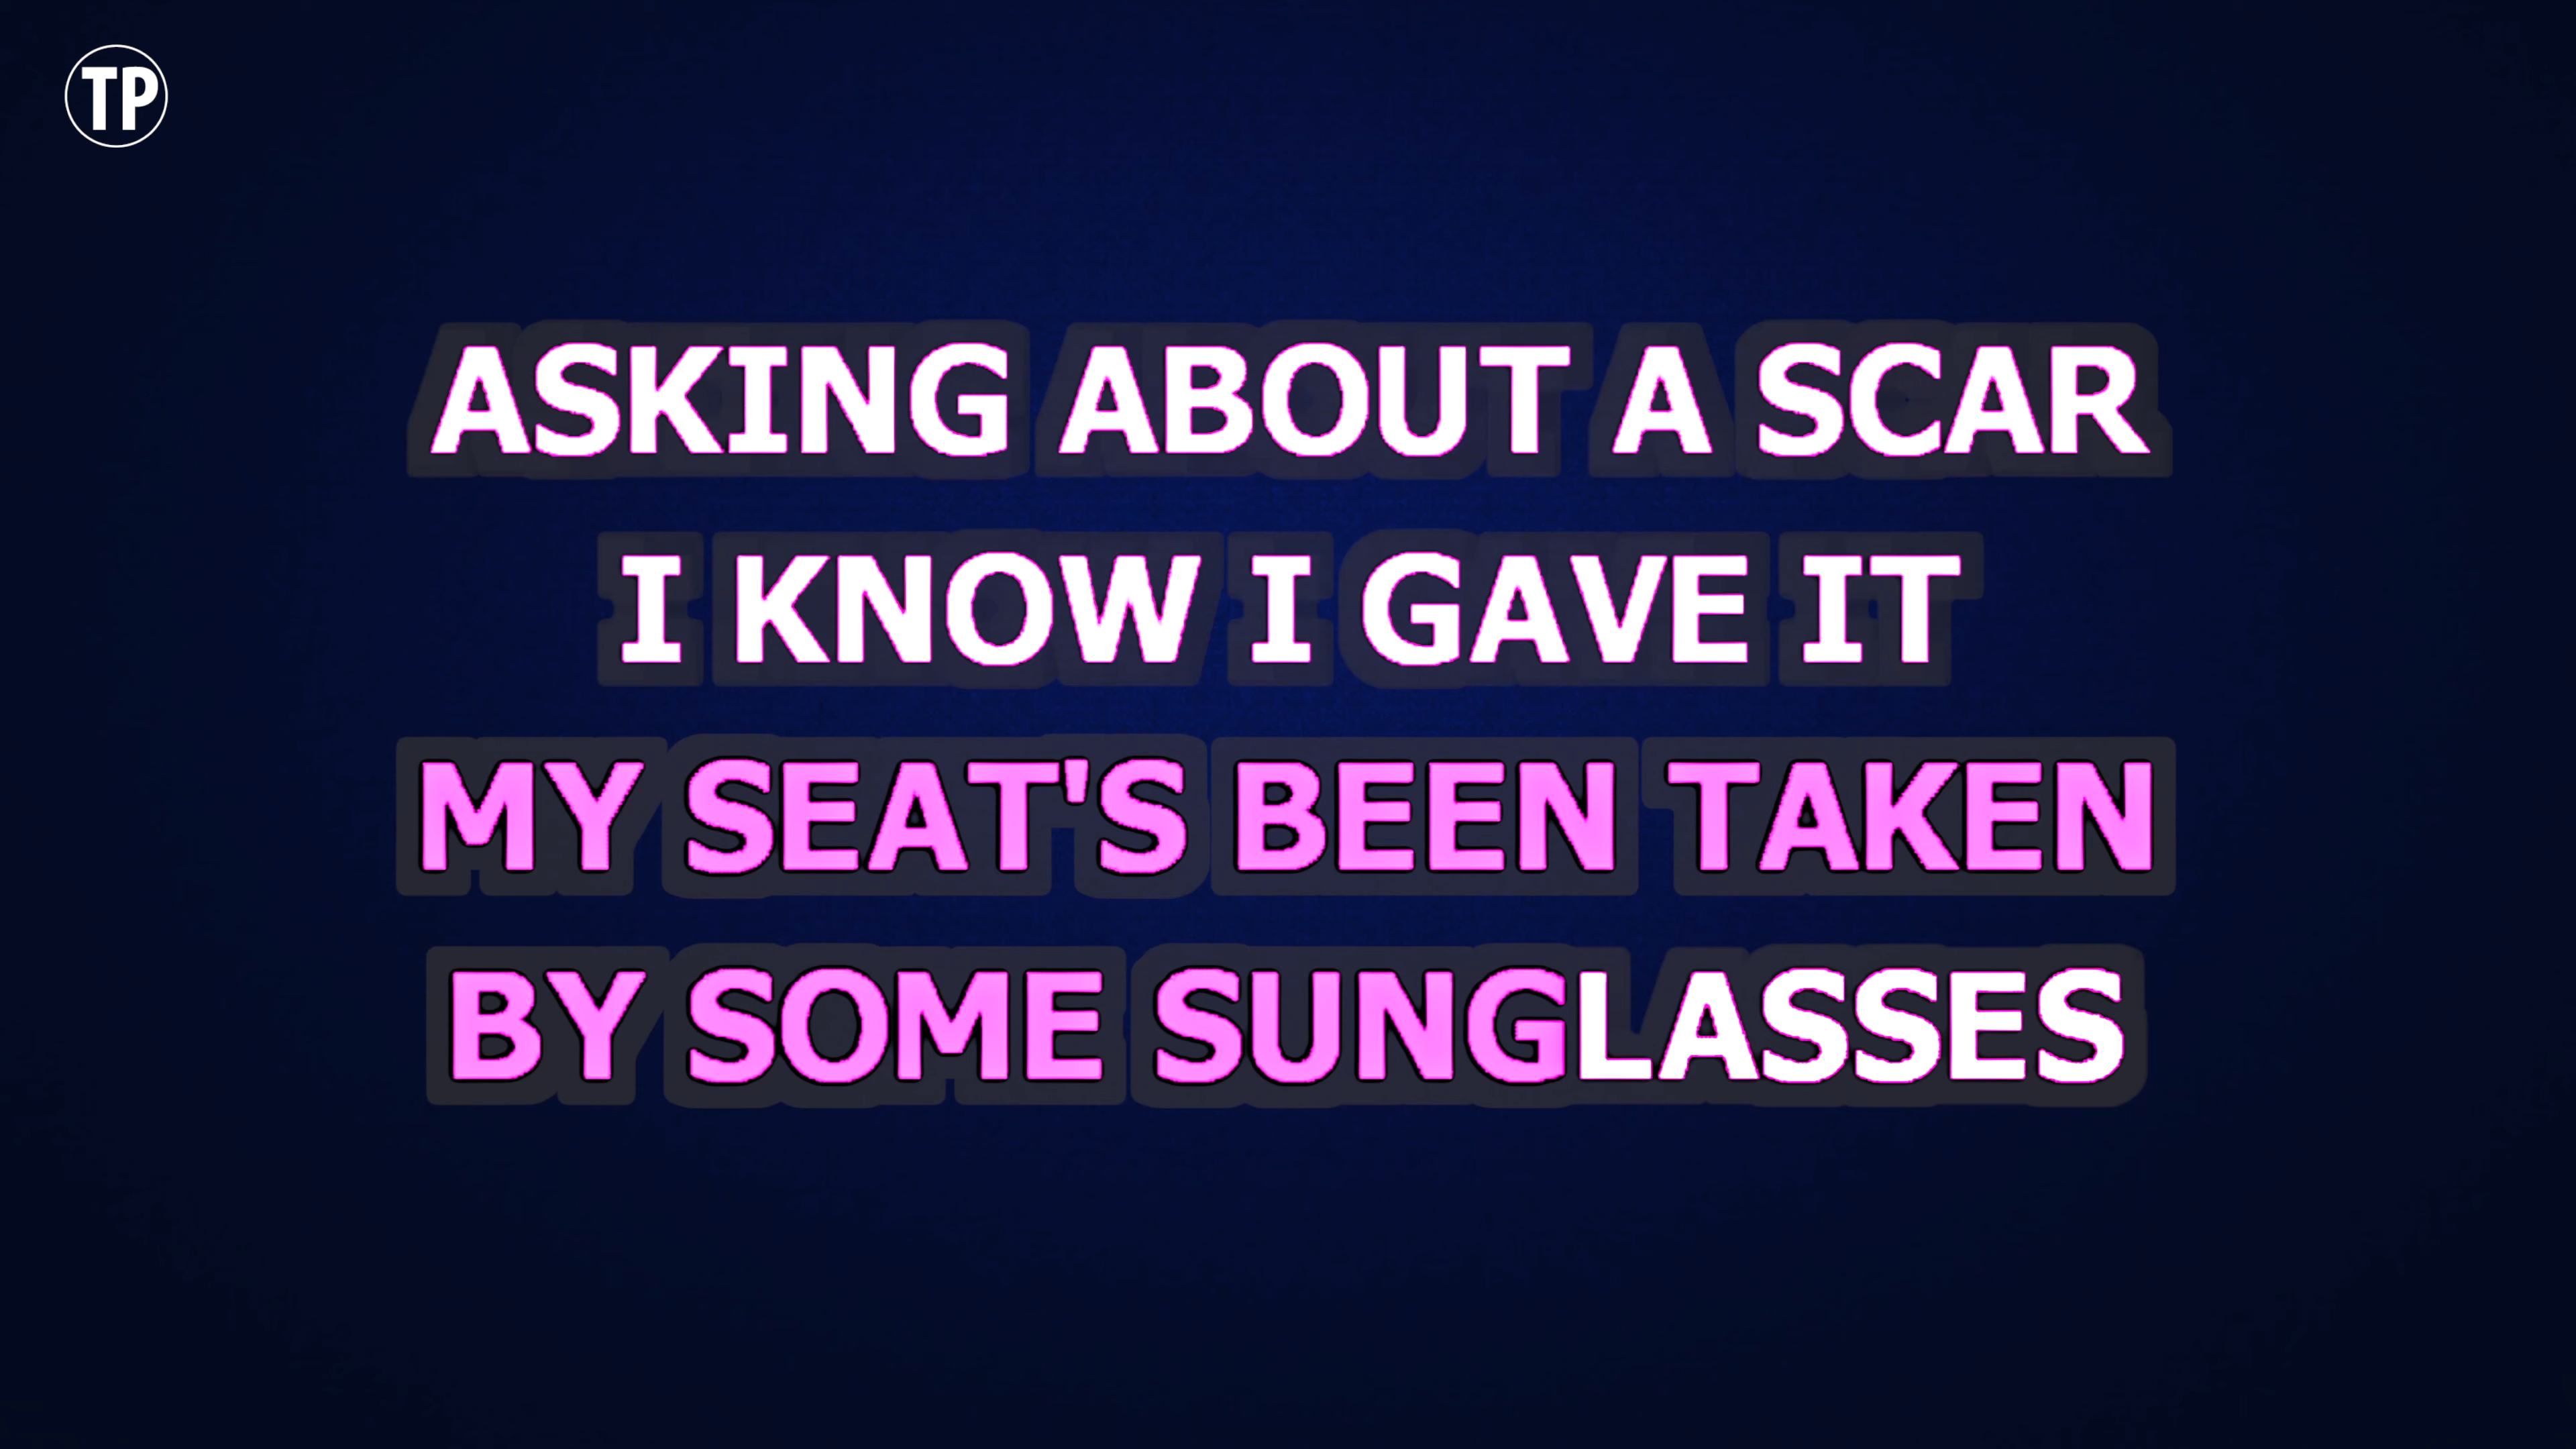 TP
ASKING ABOUT A SCAR
I KNOW I GAVE IT
MY SEAT'S BEEN TAKEN
BY SOME SUNGLASSES